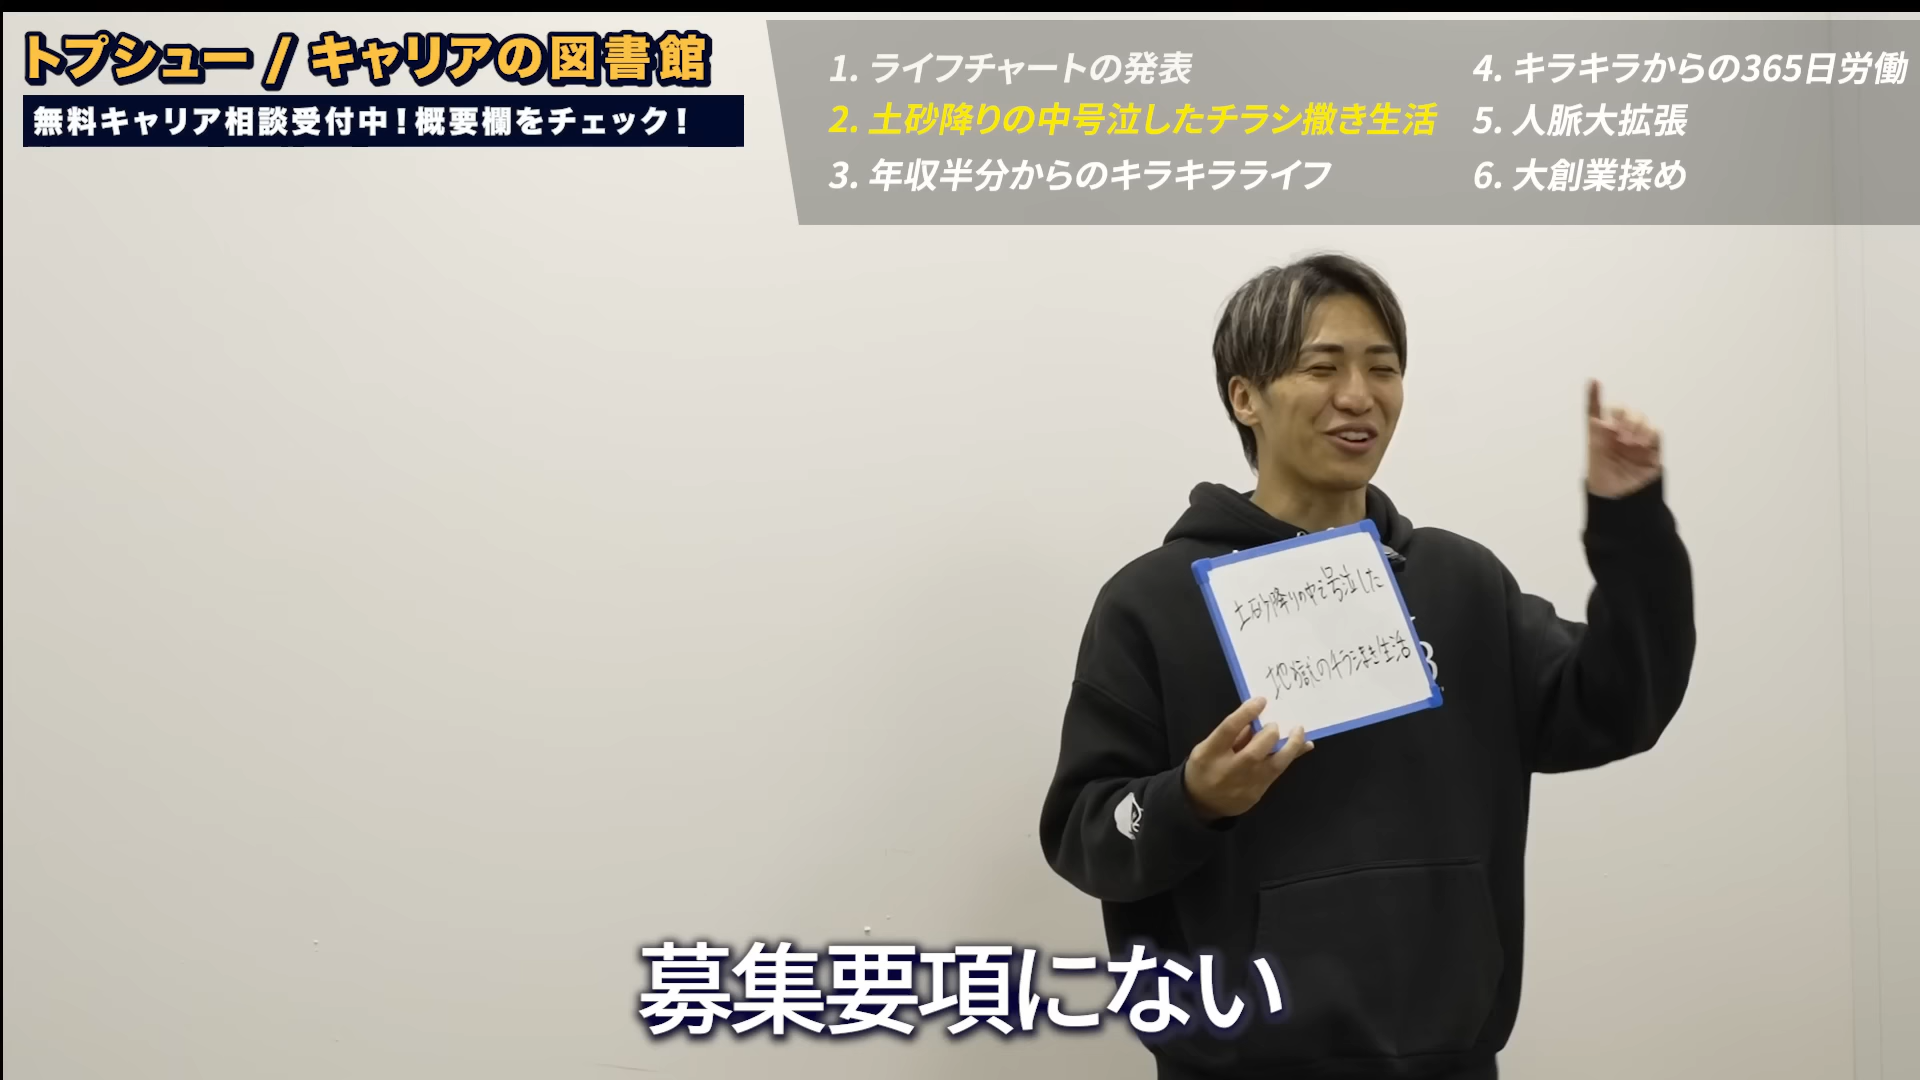 トプシュー / キャリアの図書館
無料キャリア相談受付中！概要欄をチェック！
1. ライフチャートの発表
2. 土砂降りの中号泣したチラシ撒き生活
3. 年収半分からのキラキラライフ
4. キラキラからの365日労働
5. 人脈大拡張
6. 大創業揉め
土砂降りの中で号泣した
地獄のチラシまき生活
募集要項にない